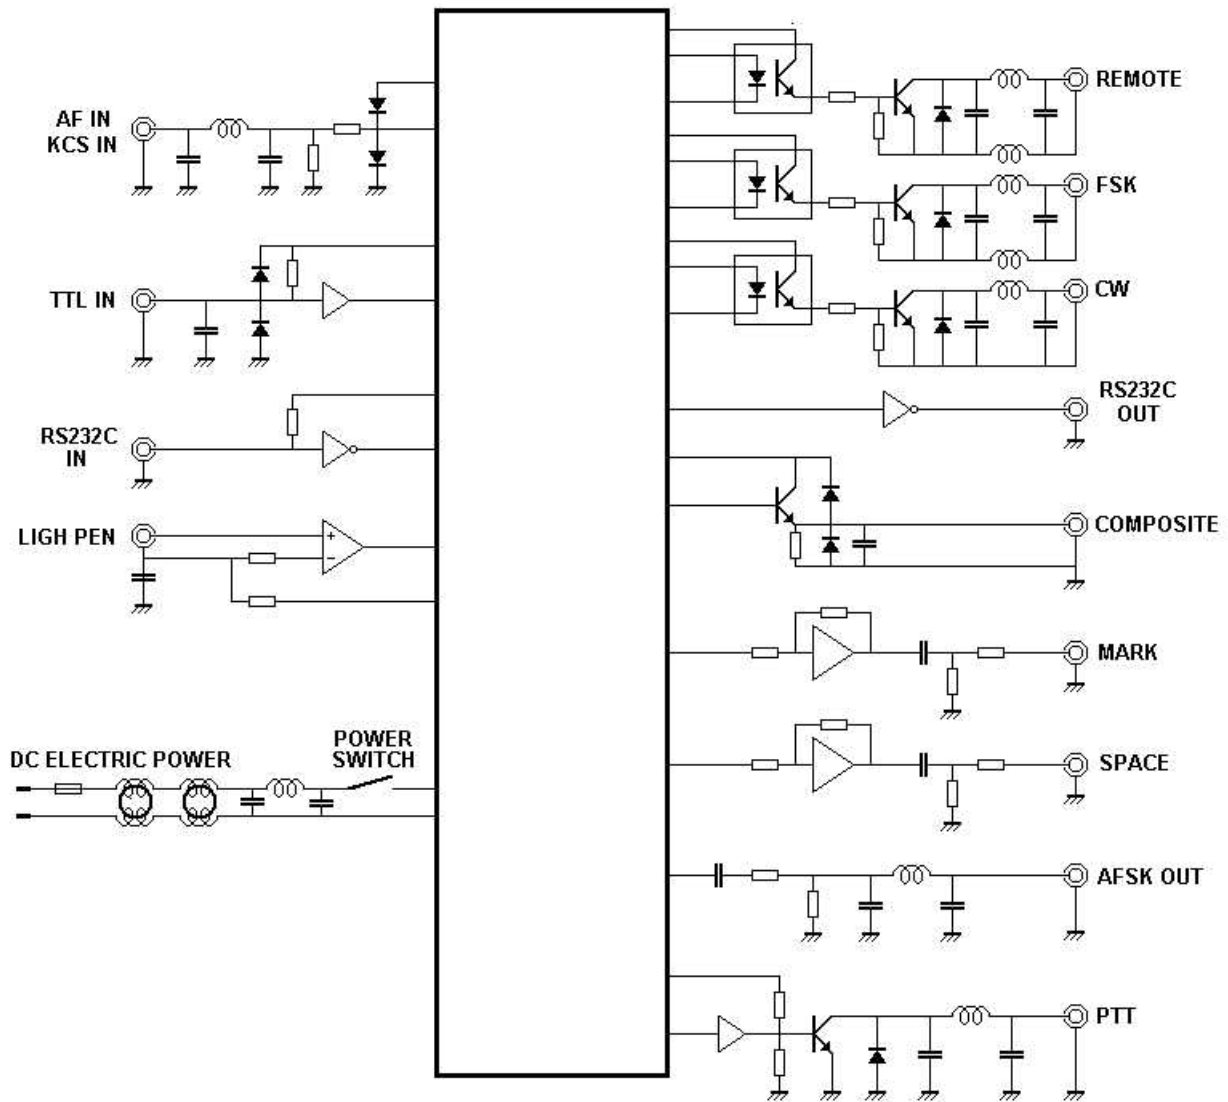 AF IN
KCS IN
TTL IN
RS232C
IN
LIGH PEN
+
−
DC ELECTRIC POWER
POWER
SWITCH
REMOTE
FSK
CW
RS232C
OUT
COMPOSITE
MARK
SPACE
AFSK OUT
PTT